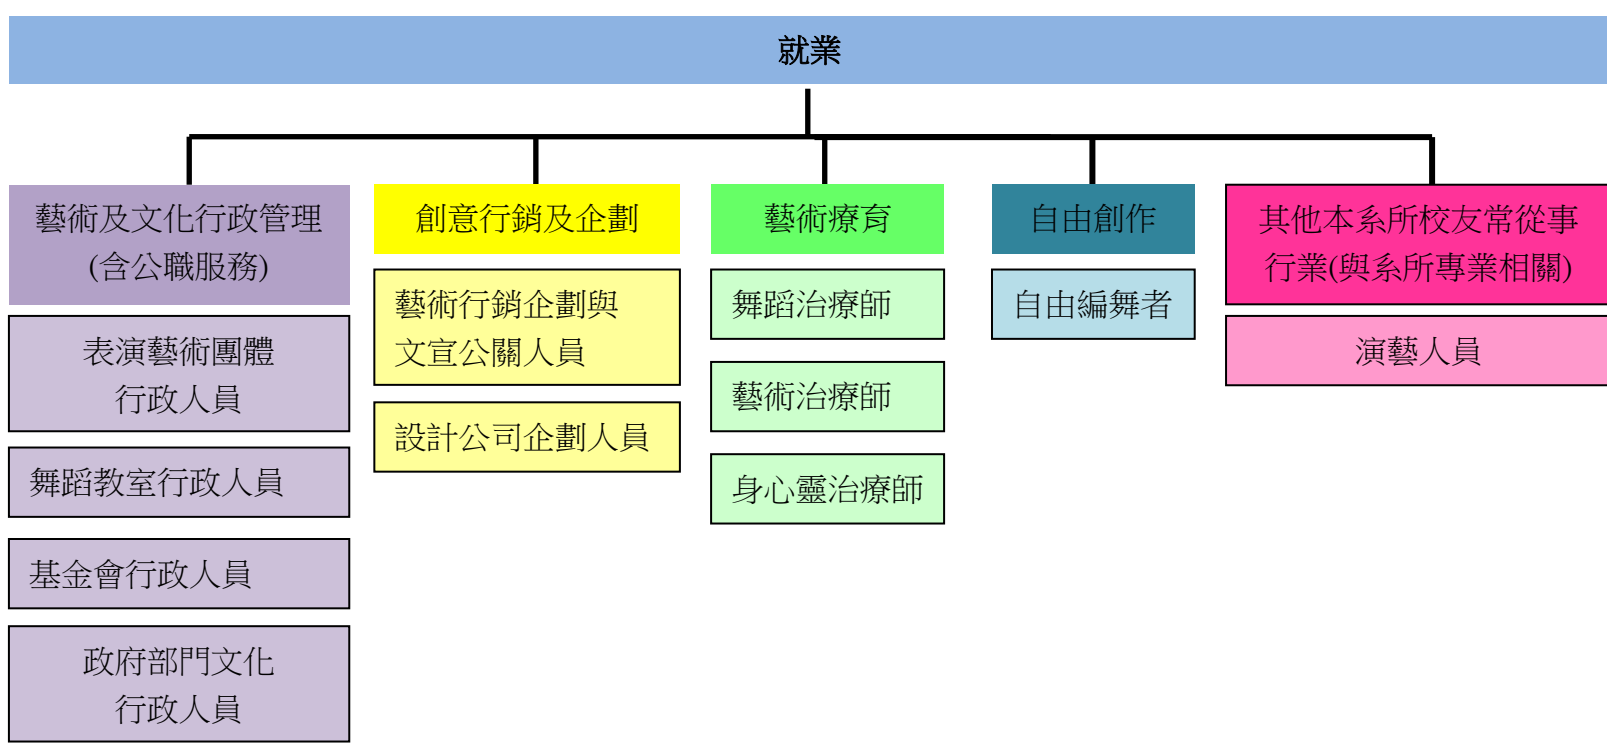 就業
藝術及文化行政管理
(含公職服務)
表演藝術團體
行政人員
舞蹈教室行政人員
基金會行政人員
政府部門文化
行政人員
創意行銷及企劃
藝術行銷企劃與
文宣公關人員
設計公司企劃人員
藝術療育
舞蹈治療師
藝術治療師
身心靈治療師
自由創作
自由編舞者
其他本系所校友常從事
行業(與系所專業相關)
演藝人員